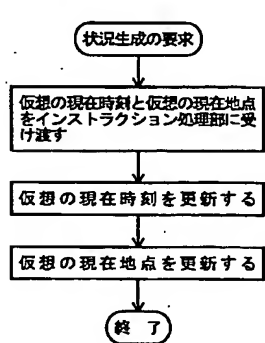 状況生成の要求
仮想の現在時刻と仮想の現在地点
をインストラクション処理部に受
け渡す
仮想の現在時刻を更新する
仮想の現在地点を更新する
終 了